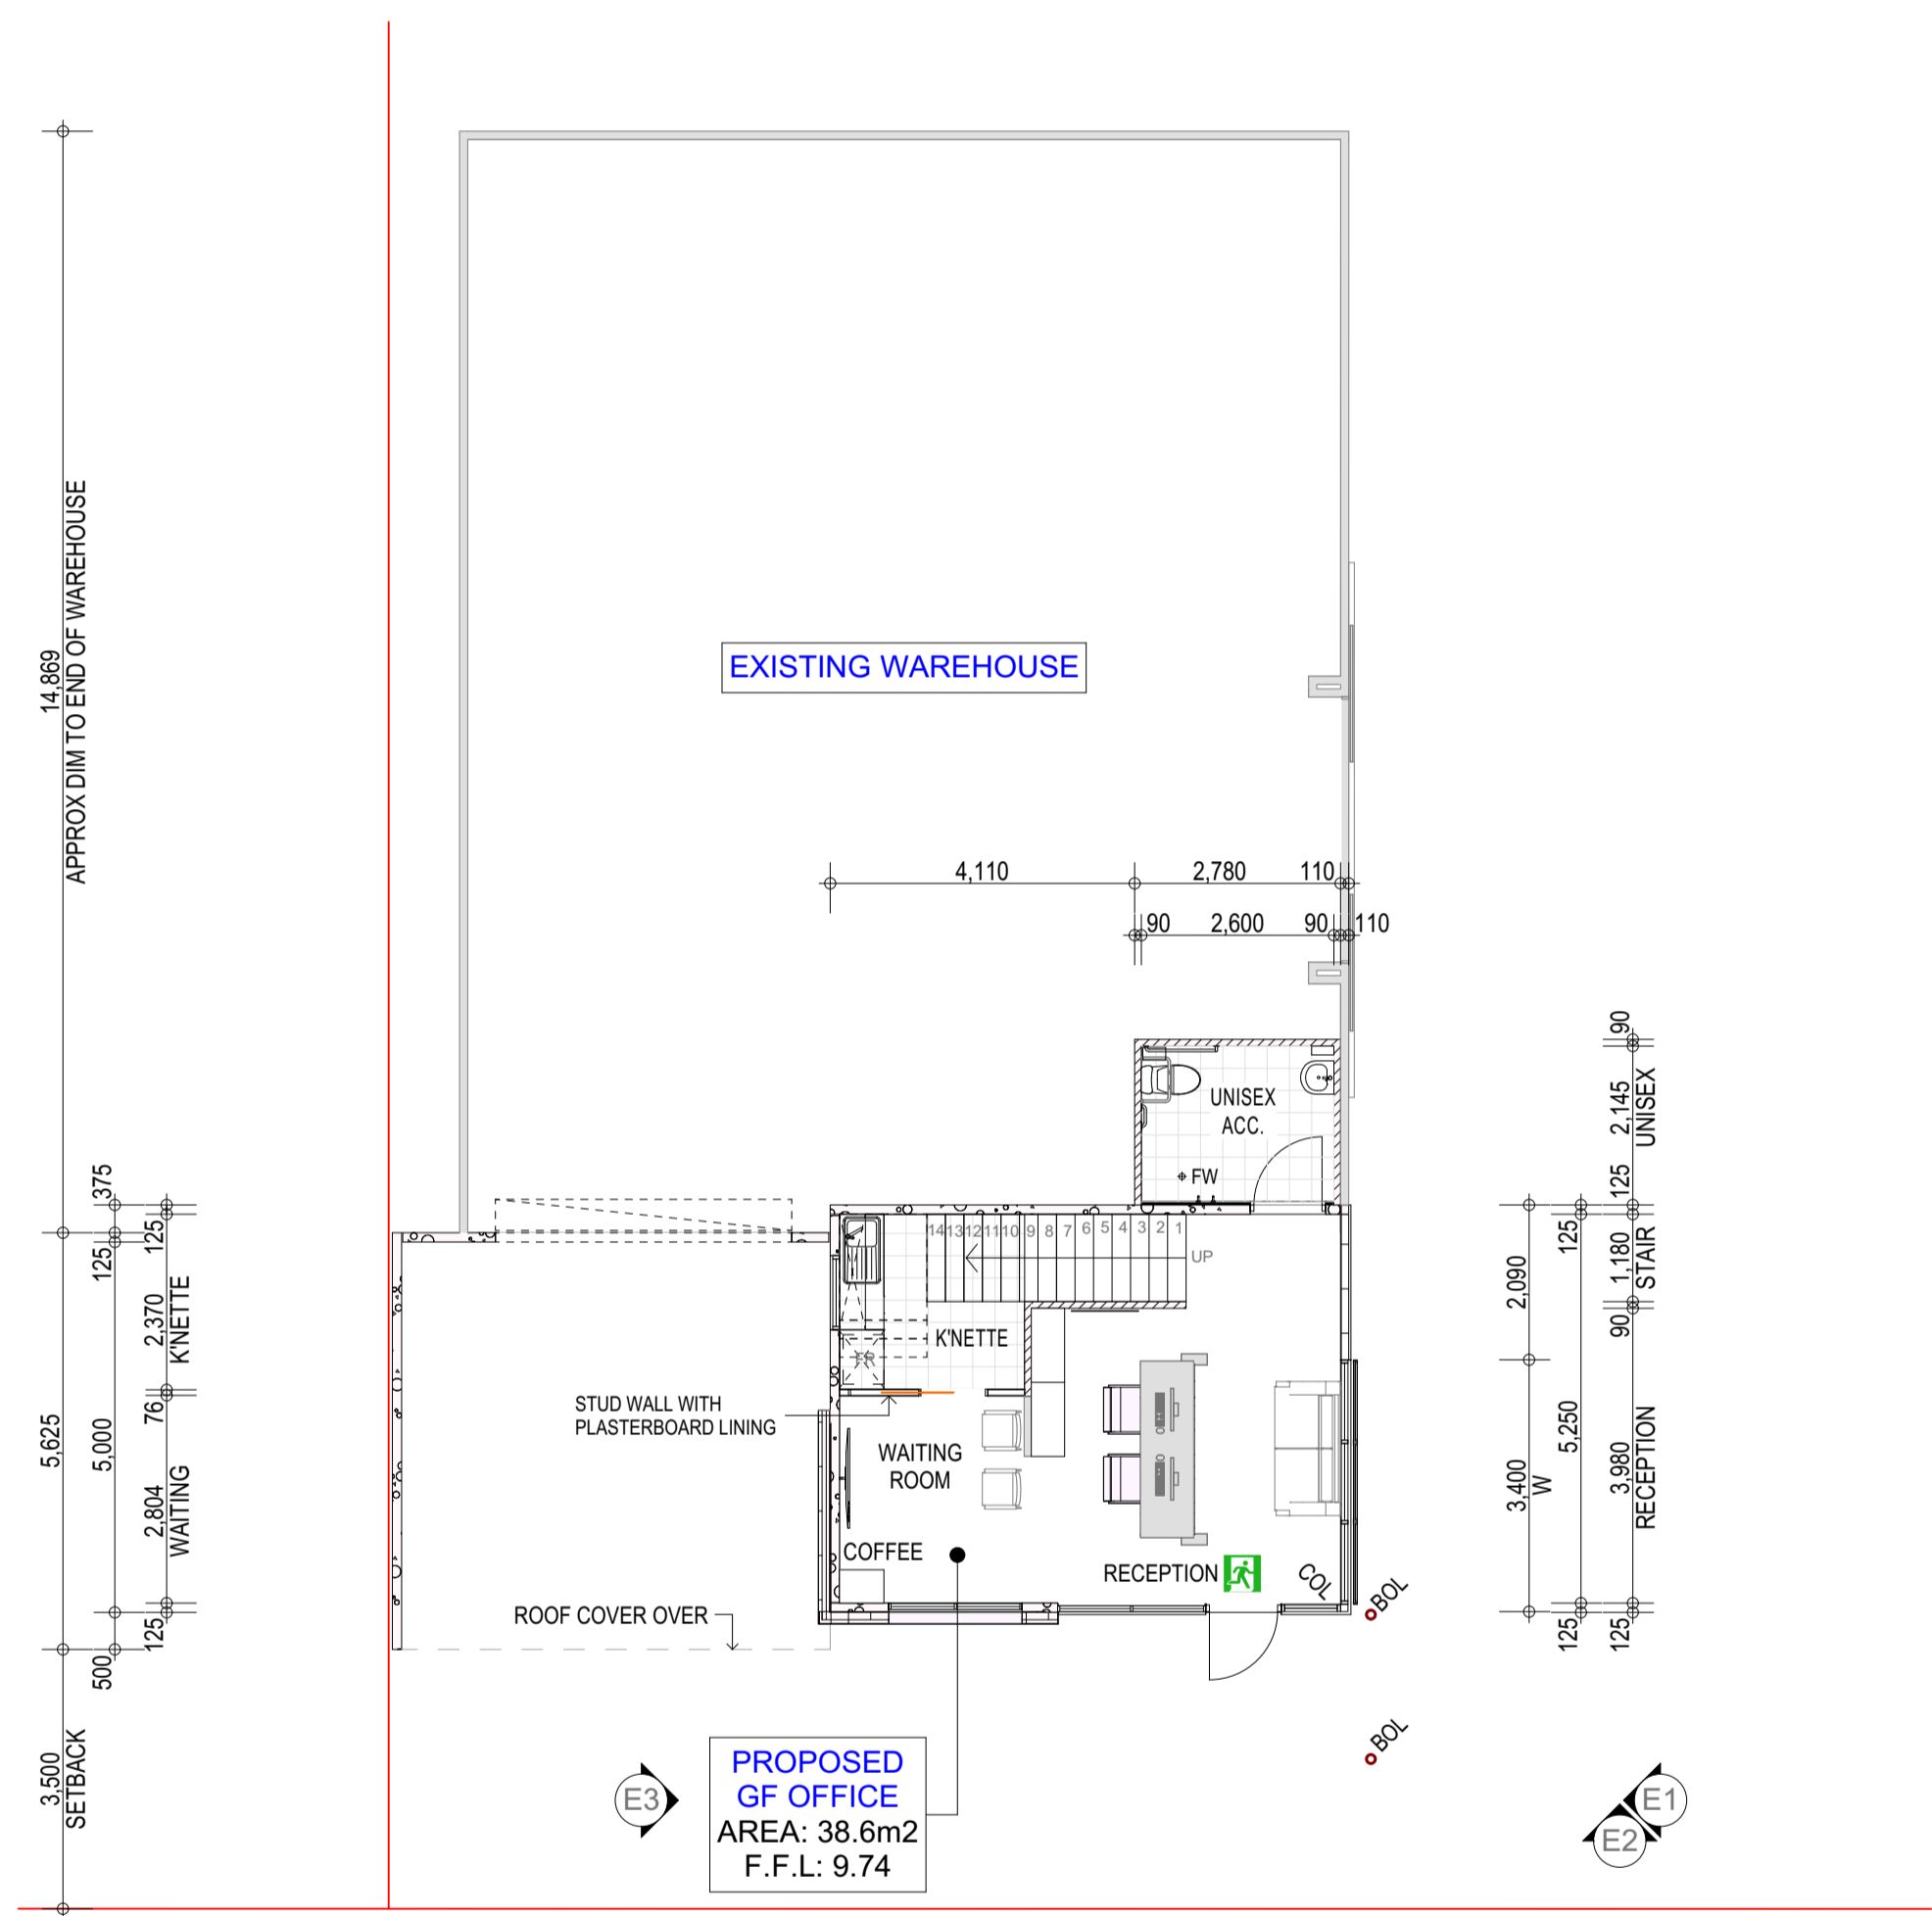 14,869
APPROX DIM TO END OF WAREHOUSE
EXISTING WAREHOUSE
4,110
2,780
110
90
2,600
90
110
90
2,145
UNISEX
125
UNISEX
ACC.
FW
375
125
125
2,370
K'NETTE
76
5,625
5,000
2,804
WAITING
125
500
3,500
SETBACK
14
13
12
11
10
9
8
7
6
5
4
3
2
1
UP
K'NETTE
FR
STUD WALL WITH
PLASTERBOARD LINING
WAITING
ROOM
COFFEE
RECEPTION
COL
BOL
BOL
ROOF COVER OVER
2,090
125
1,180
STAIR
90
3,400
W
5,250
3,980
RECEPTION
125
125
E3
PROPOSED
GF OFFICE
AREA: 38.6m2
F.F.L: 9.74
E1
E2